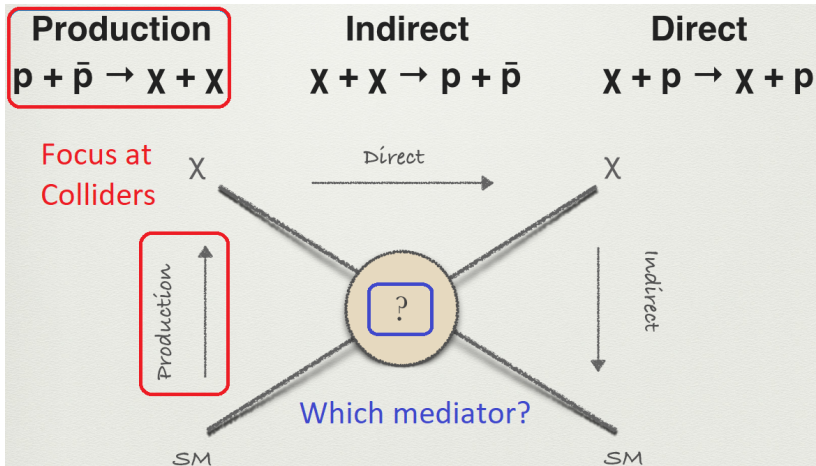 Production Indirect Direct
p + p̄ → χ + χ χ + χ → p + p̄ χ + p → χ + p
Focus at
Colliders
χ Direct χ
Production
Indirect
?
Which mediator?
SM SM